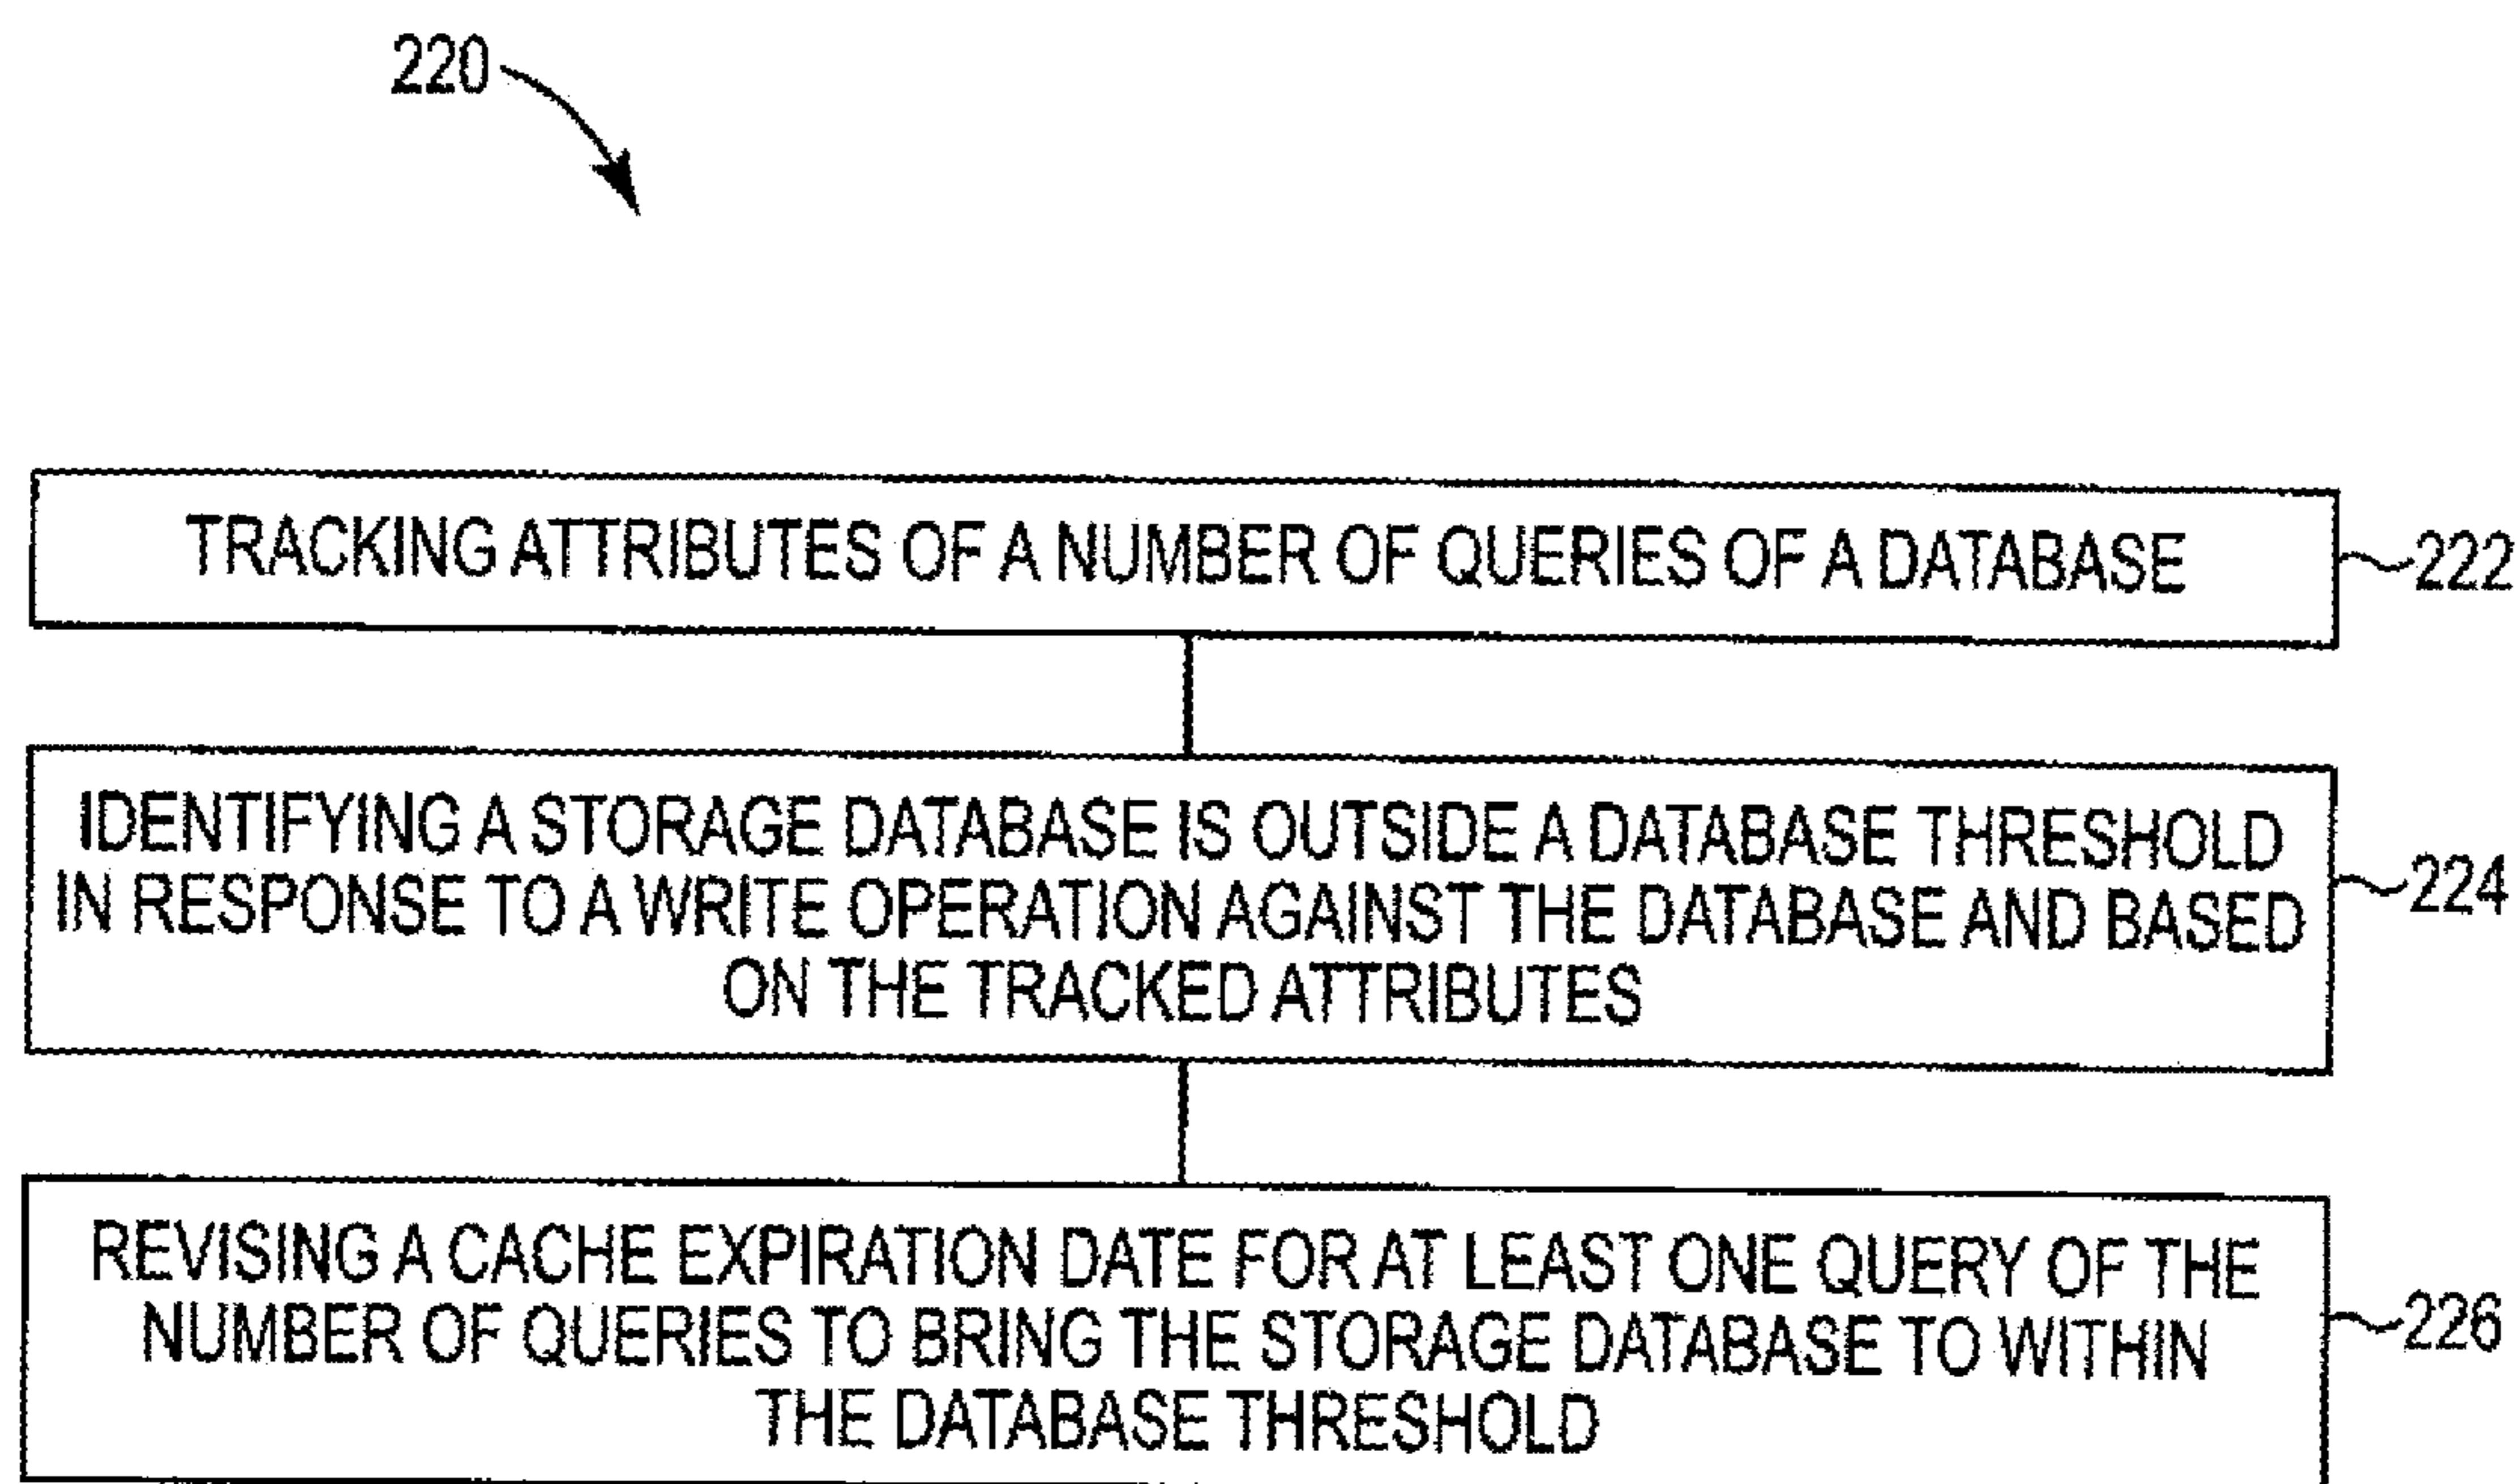 220
TRACKING ATTRIBUTES OF A NUMBER OF QUERIES OF A DATABASE
222
IDENTIFYING A STORAGE DATABASE IS OUTSIDE A DATABASE THRESHOLD
IN RESPONSE TO A WRITE OPERATION AGAINST THE DATABASE AND BASED
ON THE TRACKED ATTRIBUTES
224
REVISING A CACHE EXPIRATION DATE FOR AT LEAST ONE QUERY OF THE
NUMBER OF QUERIES TO BRING THE STORAGE DATABASE TO WITHIN
THE DATABASE THRESHOLD
226